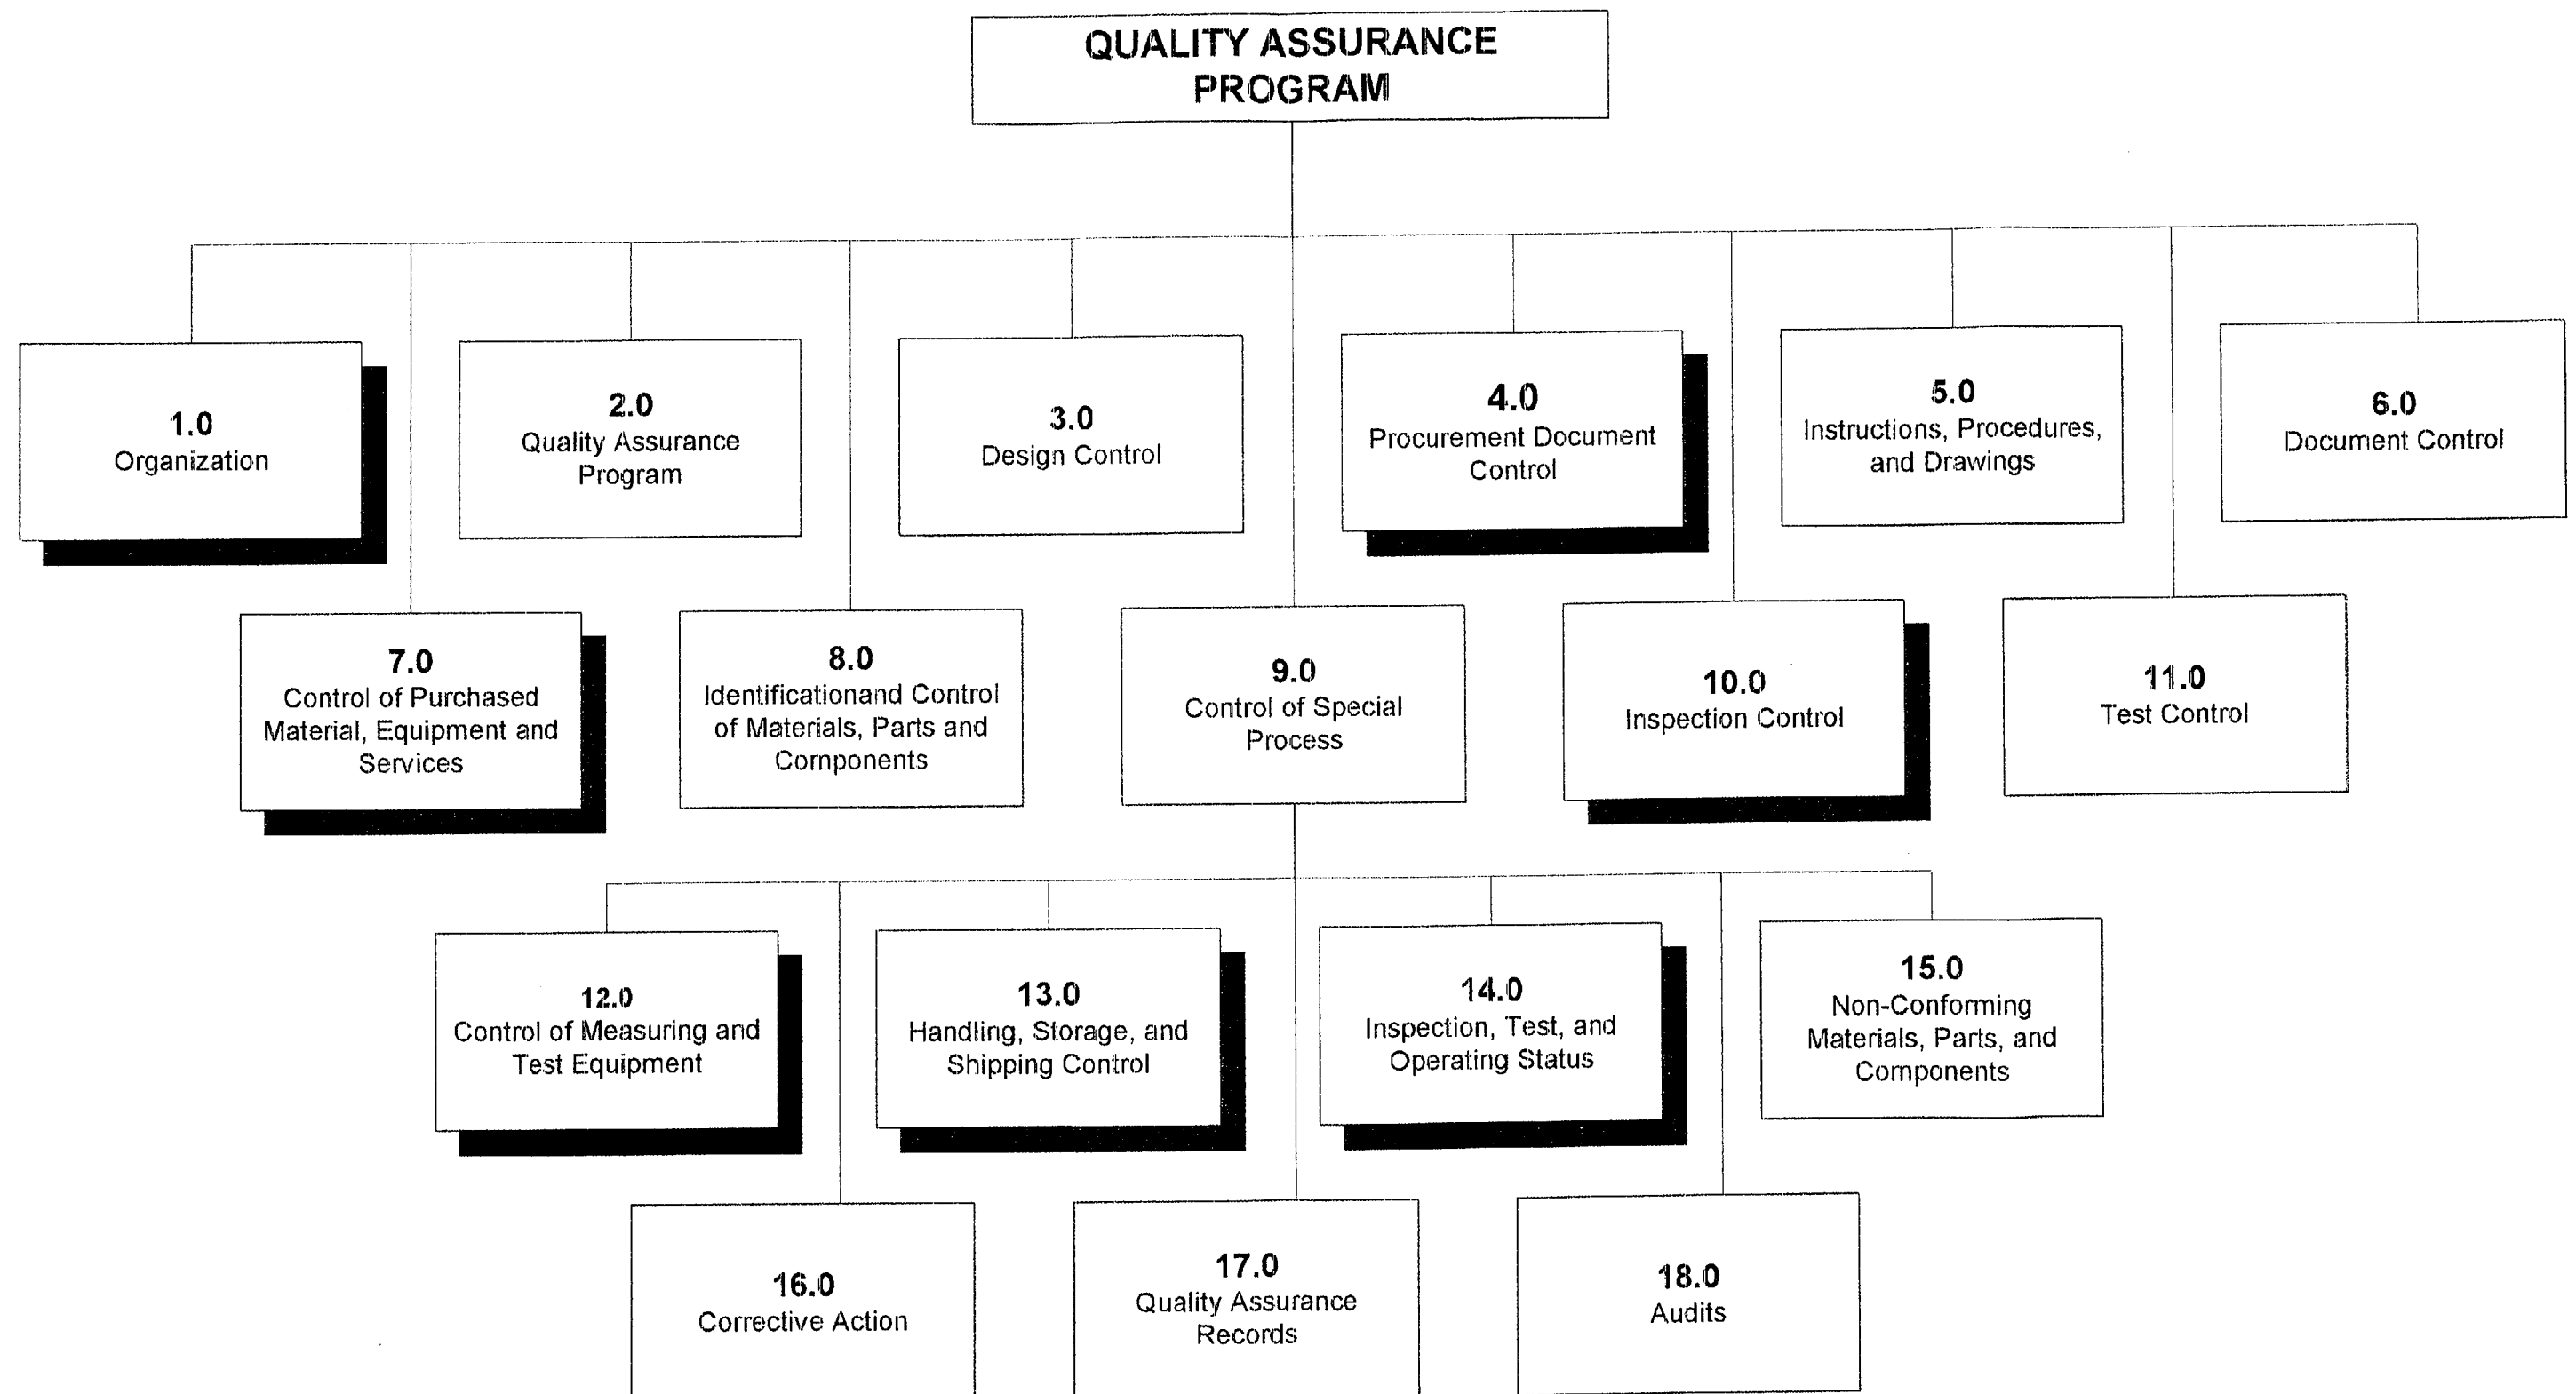 QUALITY ASSURANCE
PROGRAM
1.0
Organization
2.0
Quality Assurance
Program
3.0
Design Control
4.0
Procurement Document
Control
5.0
Instructions, Procedures,
and Drawings
6.0
Document Control
7.0
Control of Purchased
Material, Equipment and
Services
8.0
Identificationand Control
of Materials, Parts and
Components
9.0
Control of Special
Process
10.0
Inspection Control
11.0
Test Control
12.0
Control of Measuring and
Test Equipment
13.0
Handling, Storage, and
Shipping Control
14.0
Inspection, Test, and
Operating Status
15.0
Non-Conforming
Materials, Parts, and
Components
16.0
Corrective Action
17.0
Quality Assurance
Records
18.0
Audits